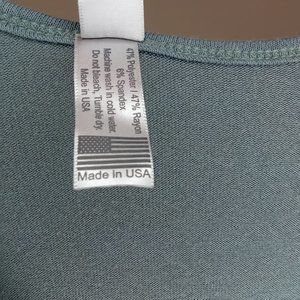 47% Polyester / 47% Rayon
6% Spandex
Machine wash in cold water.
Do not bleach, Tumble dry.
Made in USA
Made In USA